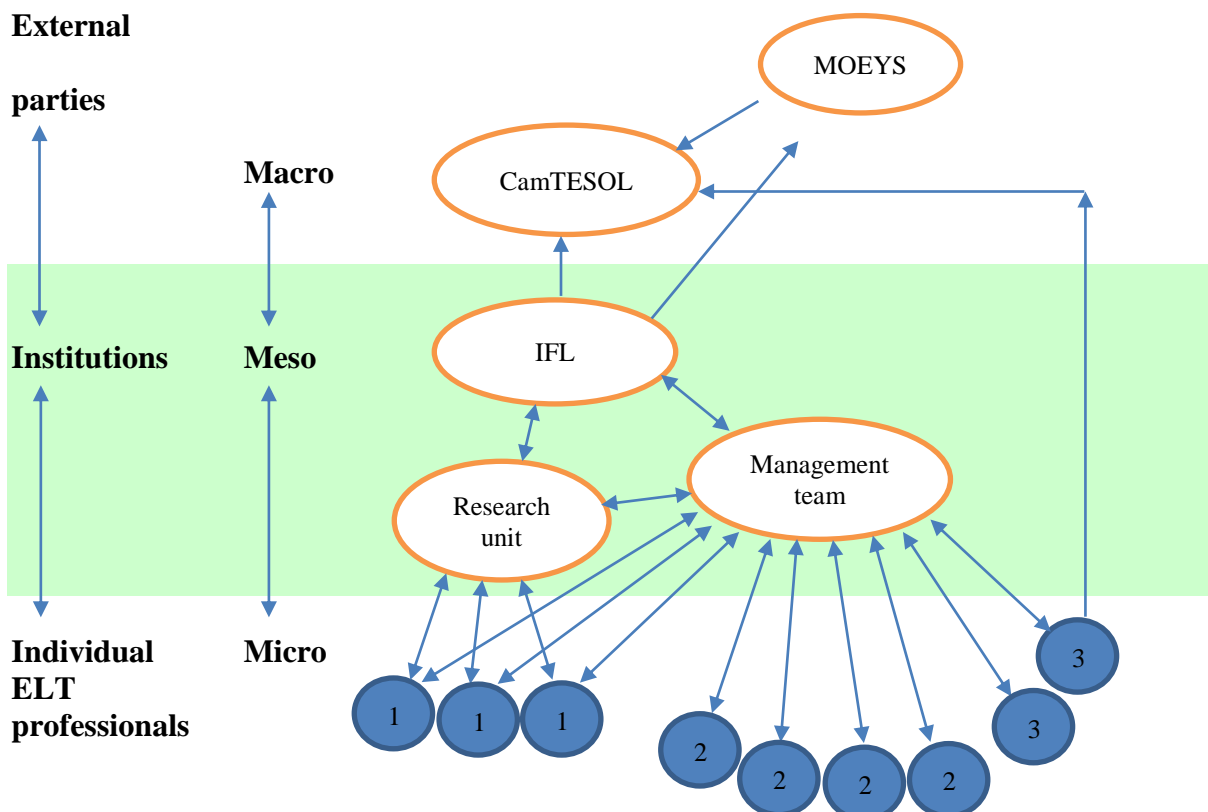 External
parties
MOEYS
Macro
CamTESOL
Institutions
Meso
IFL
Management
team
Research
unit
Individual
ELT
professionals
Micro
1
1
1
2
2
2
2
3
3